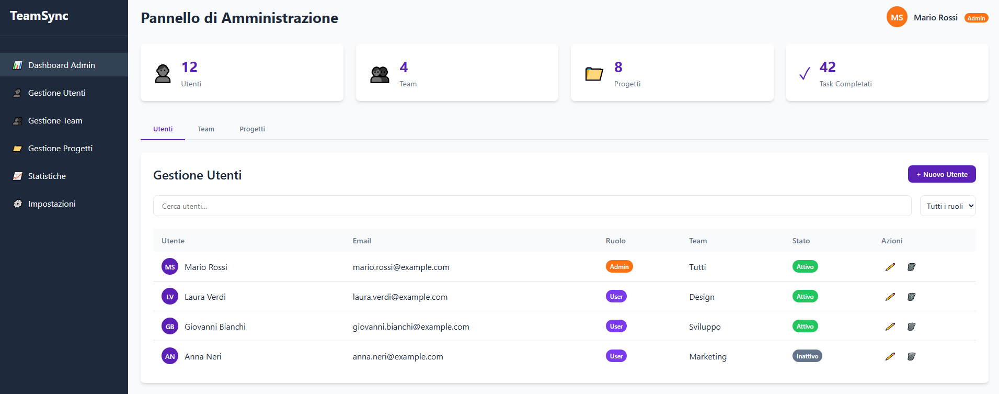 TeamSync
Dashboard Admin
Gestione Utenti
Gestione Team
Gestione Progetti
Statistiche
Impostazioni
Pannello di Amministrazione
MS Mario Rossi Admin
12
Utenti
4
Team
8
Progetti
42
Task Completati
Utenti Team Progetti
Gestione Utenti
+ Nuovo Utente
Cerca utenti...
Tutti i ruoli
Utente Email Ruolo Team Stato Azioni
MS Mario Rossi mario.rossi@example.com Admin Tutti Attivo
LV Laura Verdi laura.verdi@example.com User Design Attivo
GB Giovanni Bianchi giovanni.bianchi@example.com User Sviluppo Attivo
AN Anna Neri anna.neri@example.com User Marketing Inattivo